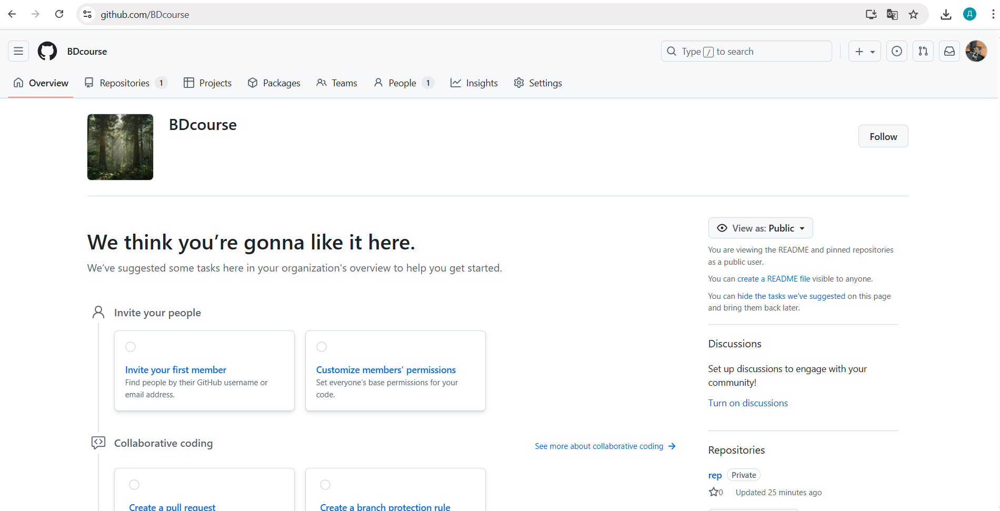 github.com/BDcourse
Д
BDcourse
Type / to search
Overview
Repositories 1
Projects
Packages
Teams
People 1
Insights
Settings
BDcourse
Follow
We think you’re gonna like it here.
We’ve suggested some tasks here in your organization's overview to help you get started.
Invite your people
Invite your first member
Find people by their GitHub username or
email address.
Customize members' permissions
Set everyone’s base permissions for your
code.
Collaborative coding
See more about collaborative coding
Create a pull request
Create a branch protection rule
View as: Public
You are viewing the README and pinned repositories
as a public user.
You can create a README file visible to anyone.
You can hide the tasks we've suggested on this page
and bring them back later.
Discussions
Set up discussions to engage with your
community!
Turn on discussions
Repositories
rep Private
0 Updated 25 minutes ago